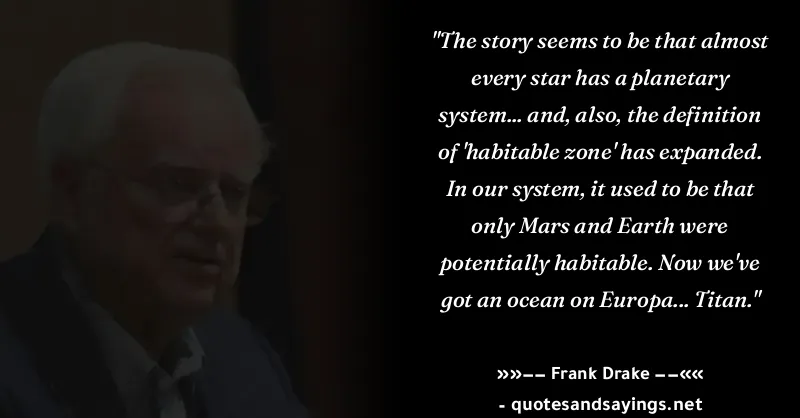 "The story seems to be that almost
every star has a planetary
system... and, also, the definition
of 'habitable zone' has expanded.
In our system, it used to be that
only Mars and Earth were
potentially habitable. Now we've
got an ocean on Europa... Titan."
»»−− Frank Drake −−««
- quotesandsayings.net